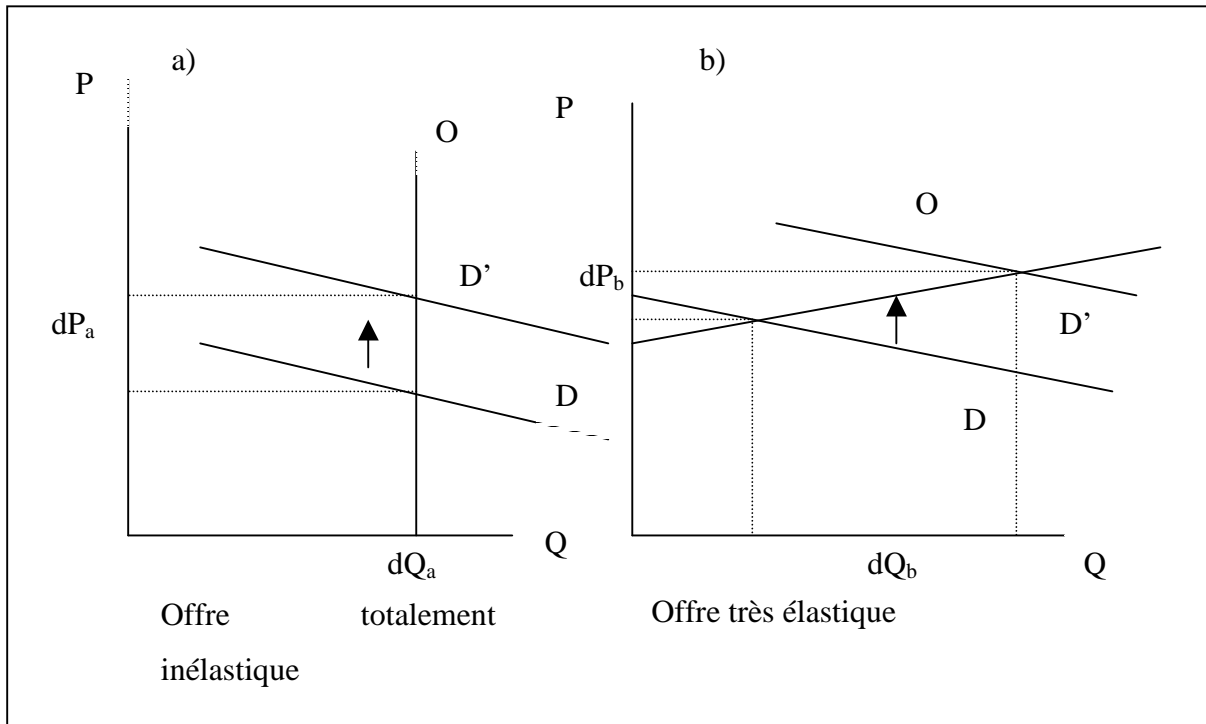 a)
P
O
D’
dPa
D
Q
dQa
Offre totalement
inélastique
b)
P
O
dPb
D’
D
dQb
Q
Offre très élastique